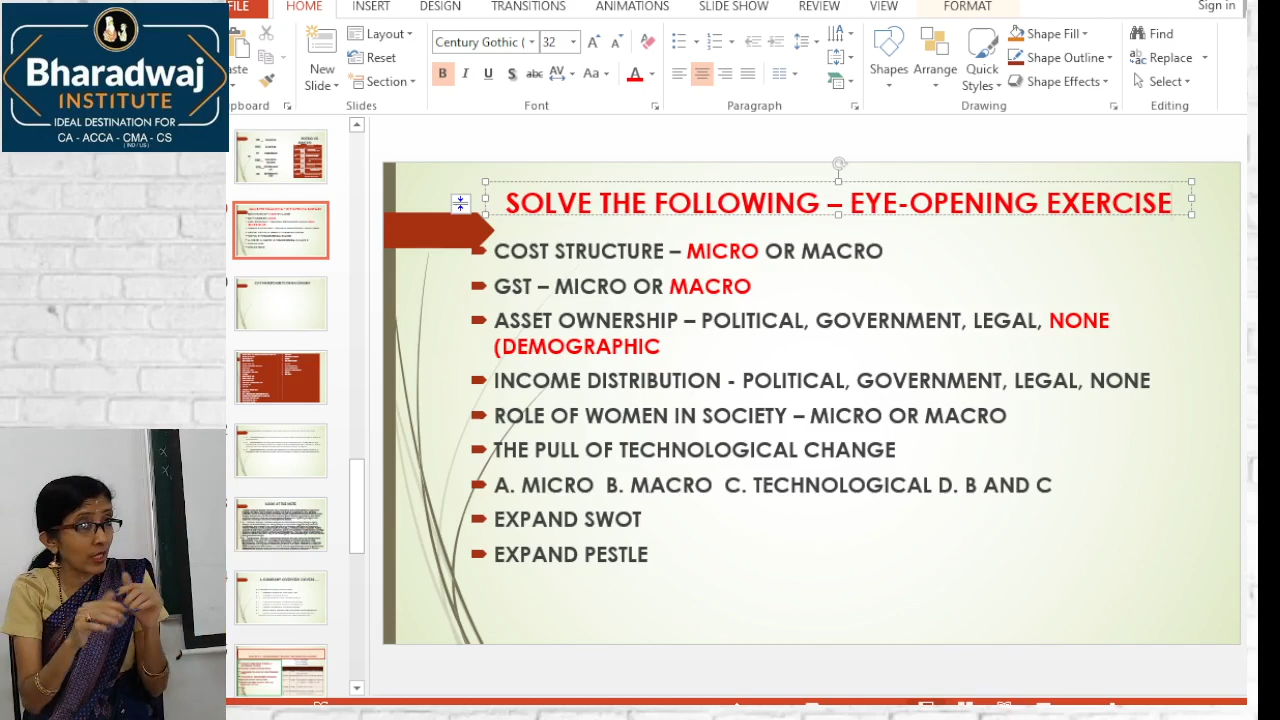 Bharadwaj
INSTITUTE
IDEAL DESTINATION FOR
CA - ACCA - CMA - CS
( IND / US )
FILE HOME INSERT DESIGN TRANSITIONS ANIMATIONS SLIDE SHOW REVIEW VIEW FORMAT Sign in
aste
New
Slide
Layout
Reset
Section
Century Gothic ( 32
B I U S abc AV Aa A
Shapes Arrange Quick
Styles
Shape Fill
Shape Outline
Shape Effects
Find
Replace
Select
pboard Slides Font Paragraph Drawing Editing
SOLVE THE FOLLOWING – EYE-OPENING EXERCISE
COST STRUCTURE – MICRO OR MACRO
GST – MICRO OR MACRO
ASSET OWNERSHIP – POLITICAL, GOVERNMENT, LEGAL, NONE
(DEMOGRAPHIC
INCOME DISTRIBUTION - POLITICAL, GOVERNMENT, LEGAL, NONE
ROLE OF WOMEN IN SOCIETY – MICRO OR MACRO
THE PULL OF TECHNOLOGICAL CHANGE
A. MICRO B. MACRO C. TECHNOLOGICAL D. B AND C
EXPAND SWOT
EXPAND PESTLE